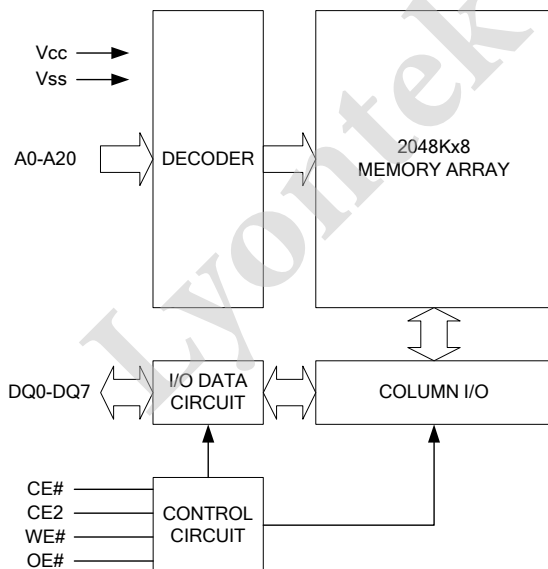 Vcc
Vss
A0-A20
DECODER
2048Kx8
MEMORY ARRAY
DQ0-DQ7
I/O DATA
CIRCUIT
COLUMN I/O
CE#
CE2
WE#
OE#
CONTROL
CIRCUIT
Lyontek